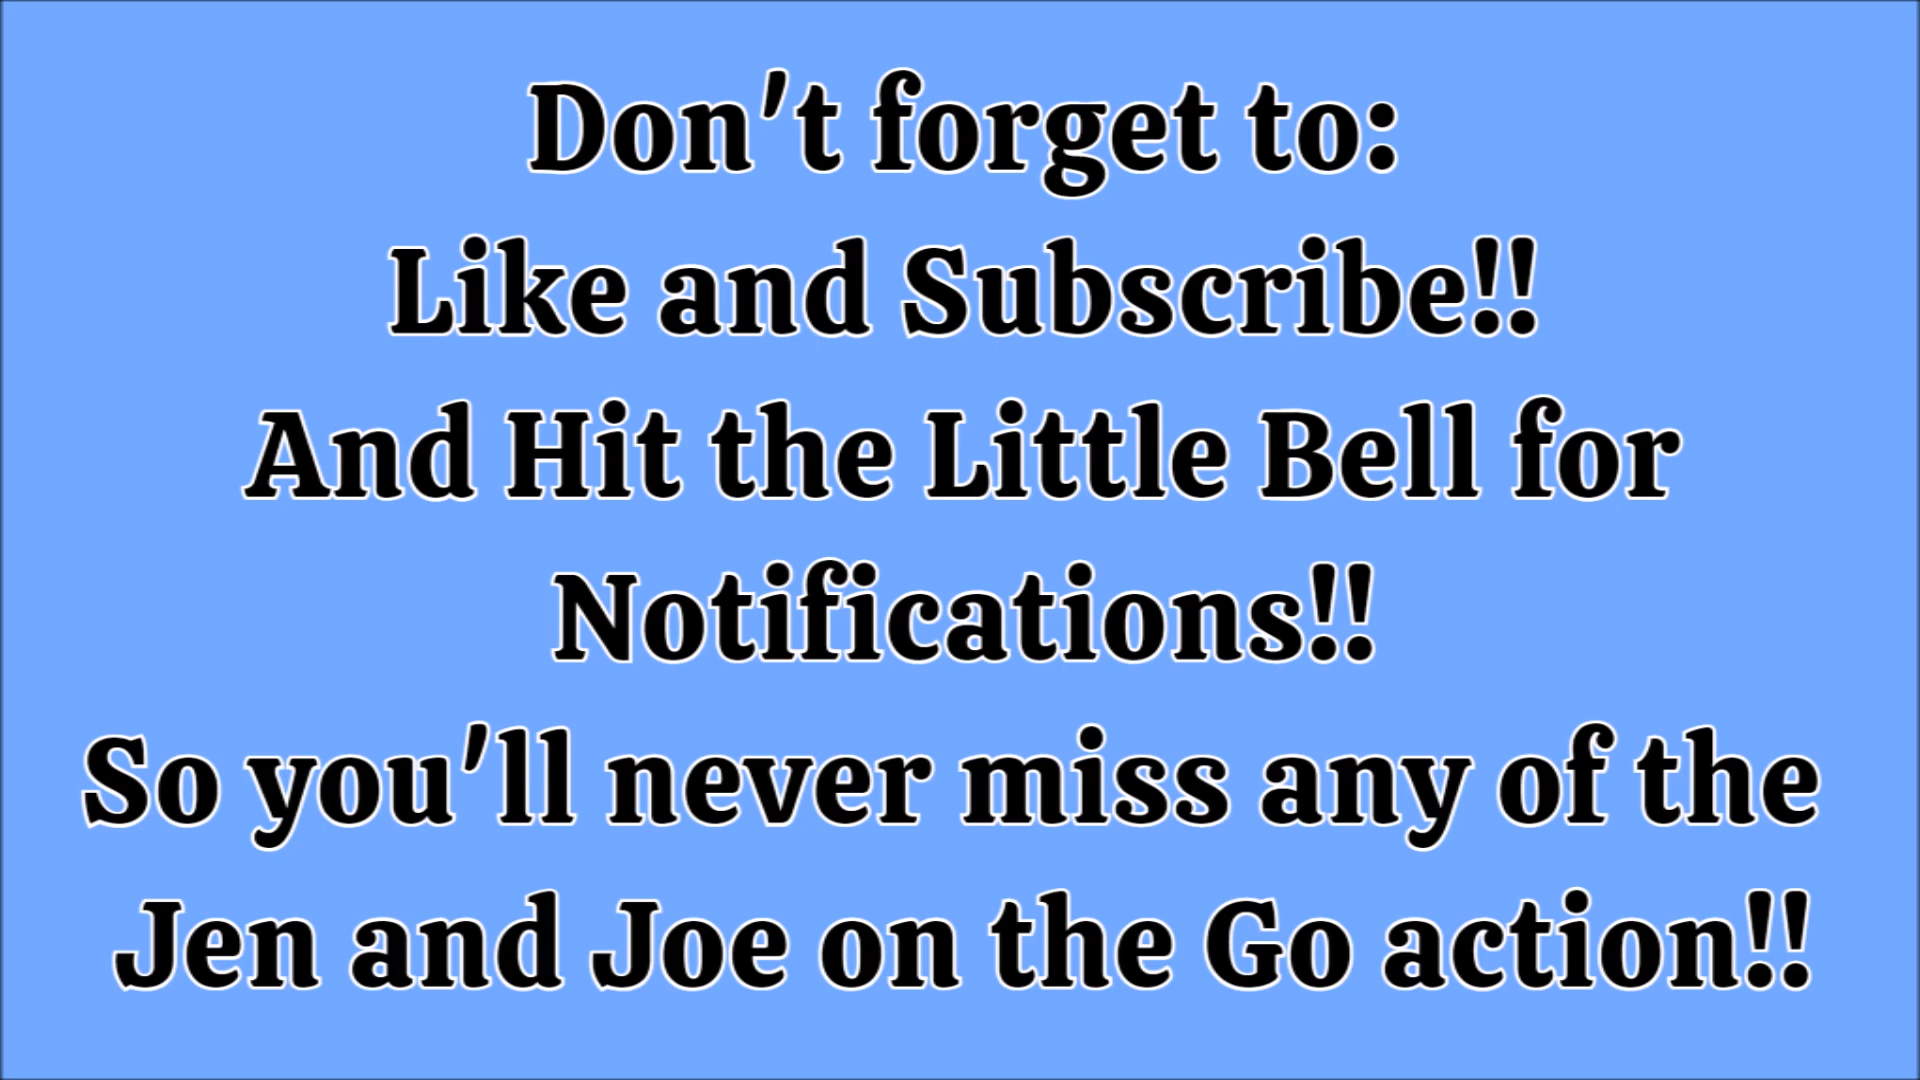 Don't forget to:
Like and Subscribe!!
And Hit the Little Bell for
Notifications!!
So you'll never miss any of the
Jen and Joe on the Go action!!